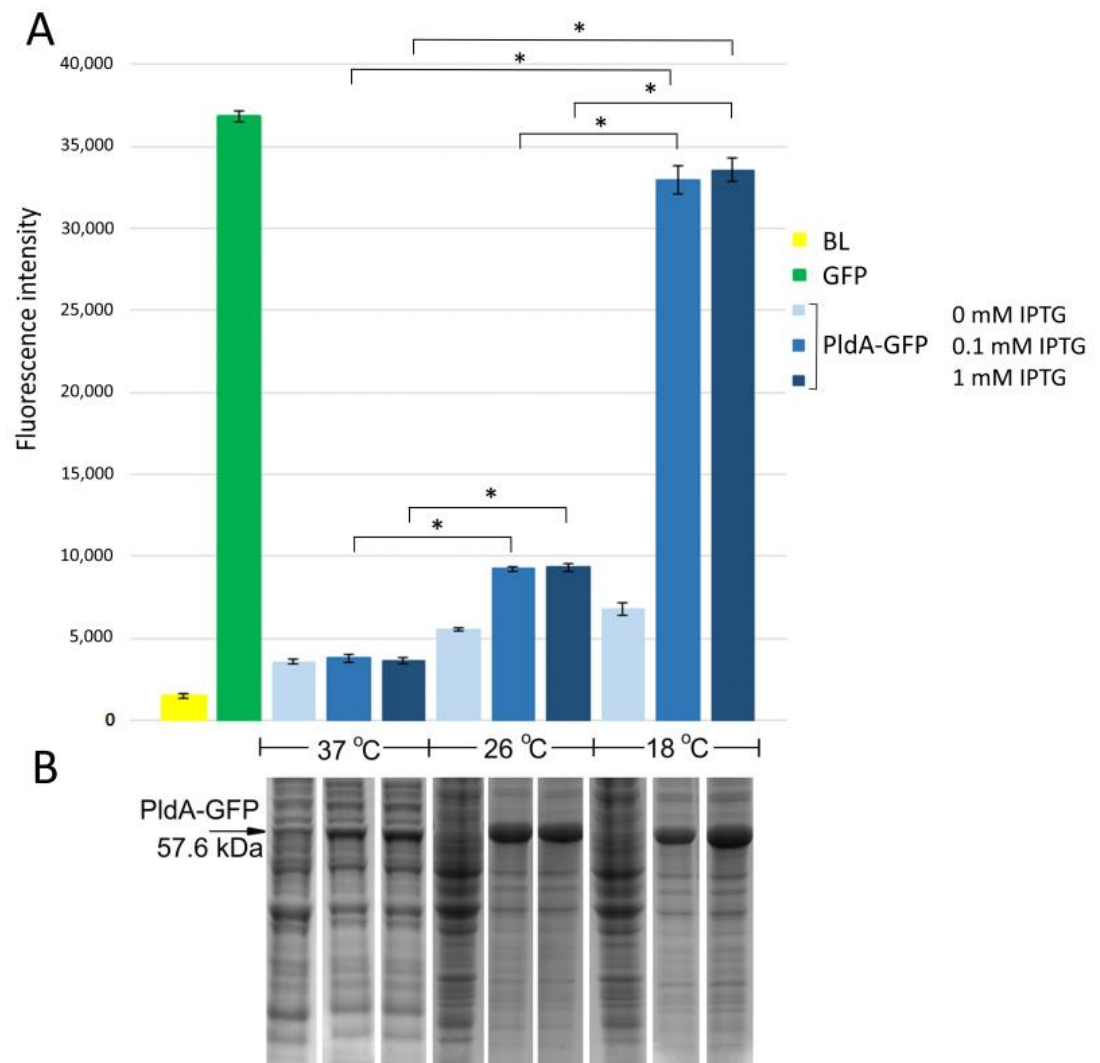 A
Fluorescence intensity
40,000
35,000
30,000
25,000
20,000
15,000
10,000
5,000
0
*
*
*
*
*
*
BL
GFP
PldA-GFP
0 mM IPTG
0.1 mM IPTG
1 mM IPTG
37 °C
26 °C
18 °C
B
PldA-GFP
57.6 kDa